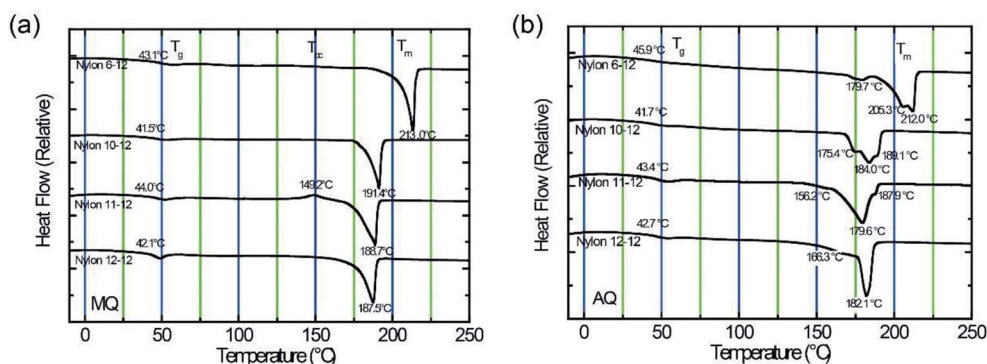 (a)
Heat Flow (Relative)
Tg Tcc Tm
43.1°C
Nylon 6-12
213.0°C
41.5°C
Nylon 10-12
191.4°C
44.0°C 149.2°C
Nylon 11-12
188.7°C
42.1°C
Nylon 12-12
187.5°C
MQ
0 50 100 150 200 250
Temperature (°C)
(b)
Heat Flow (Relative)
Tg
Tm
45.9 °C
Nylon 6-12
179.7 °C
205.3 °C
212.0°C
41.7 °C
Nylon 10-12
175.4°C 189.1 °C
184.0 °C
43.4 °C
Nylon 11-12
156.2°C 187.9 °C
179.6 °C
42.7 °C
Nylon 12-12
166.3°C
182.1 °C
AQ
0 50 100 150 200 250
Temperature (°C)